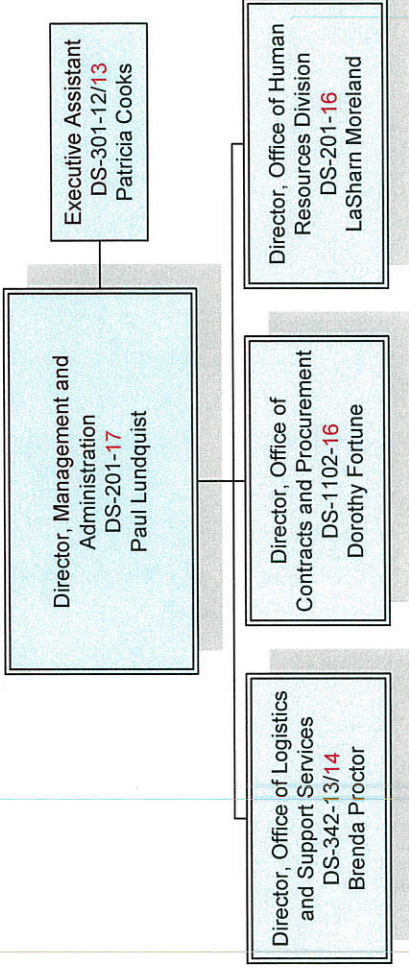 Director, Management and
Administration
DS-201-17
Paul Lundquist
Executive Assistant
DS-301-12/13
Patricia Cooks
Director, Office of Logistics
and Support Services
DS-342-13/14
Brenda Proctor
Director, Office of
Contracts and Procurement
DS-1102-16
Dorothy Fortune
Director, Office of Human
Resources Division
DS-201-16
LaSharn Moreland